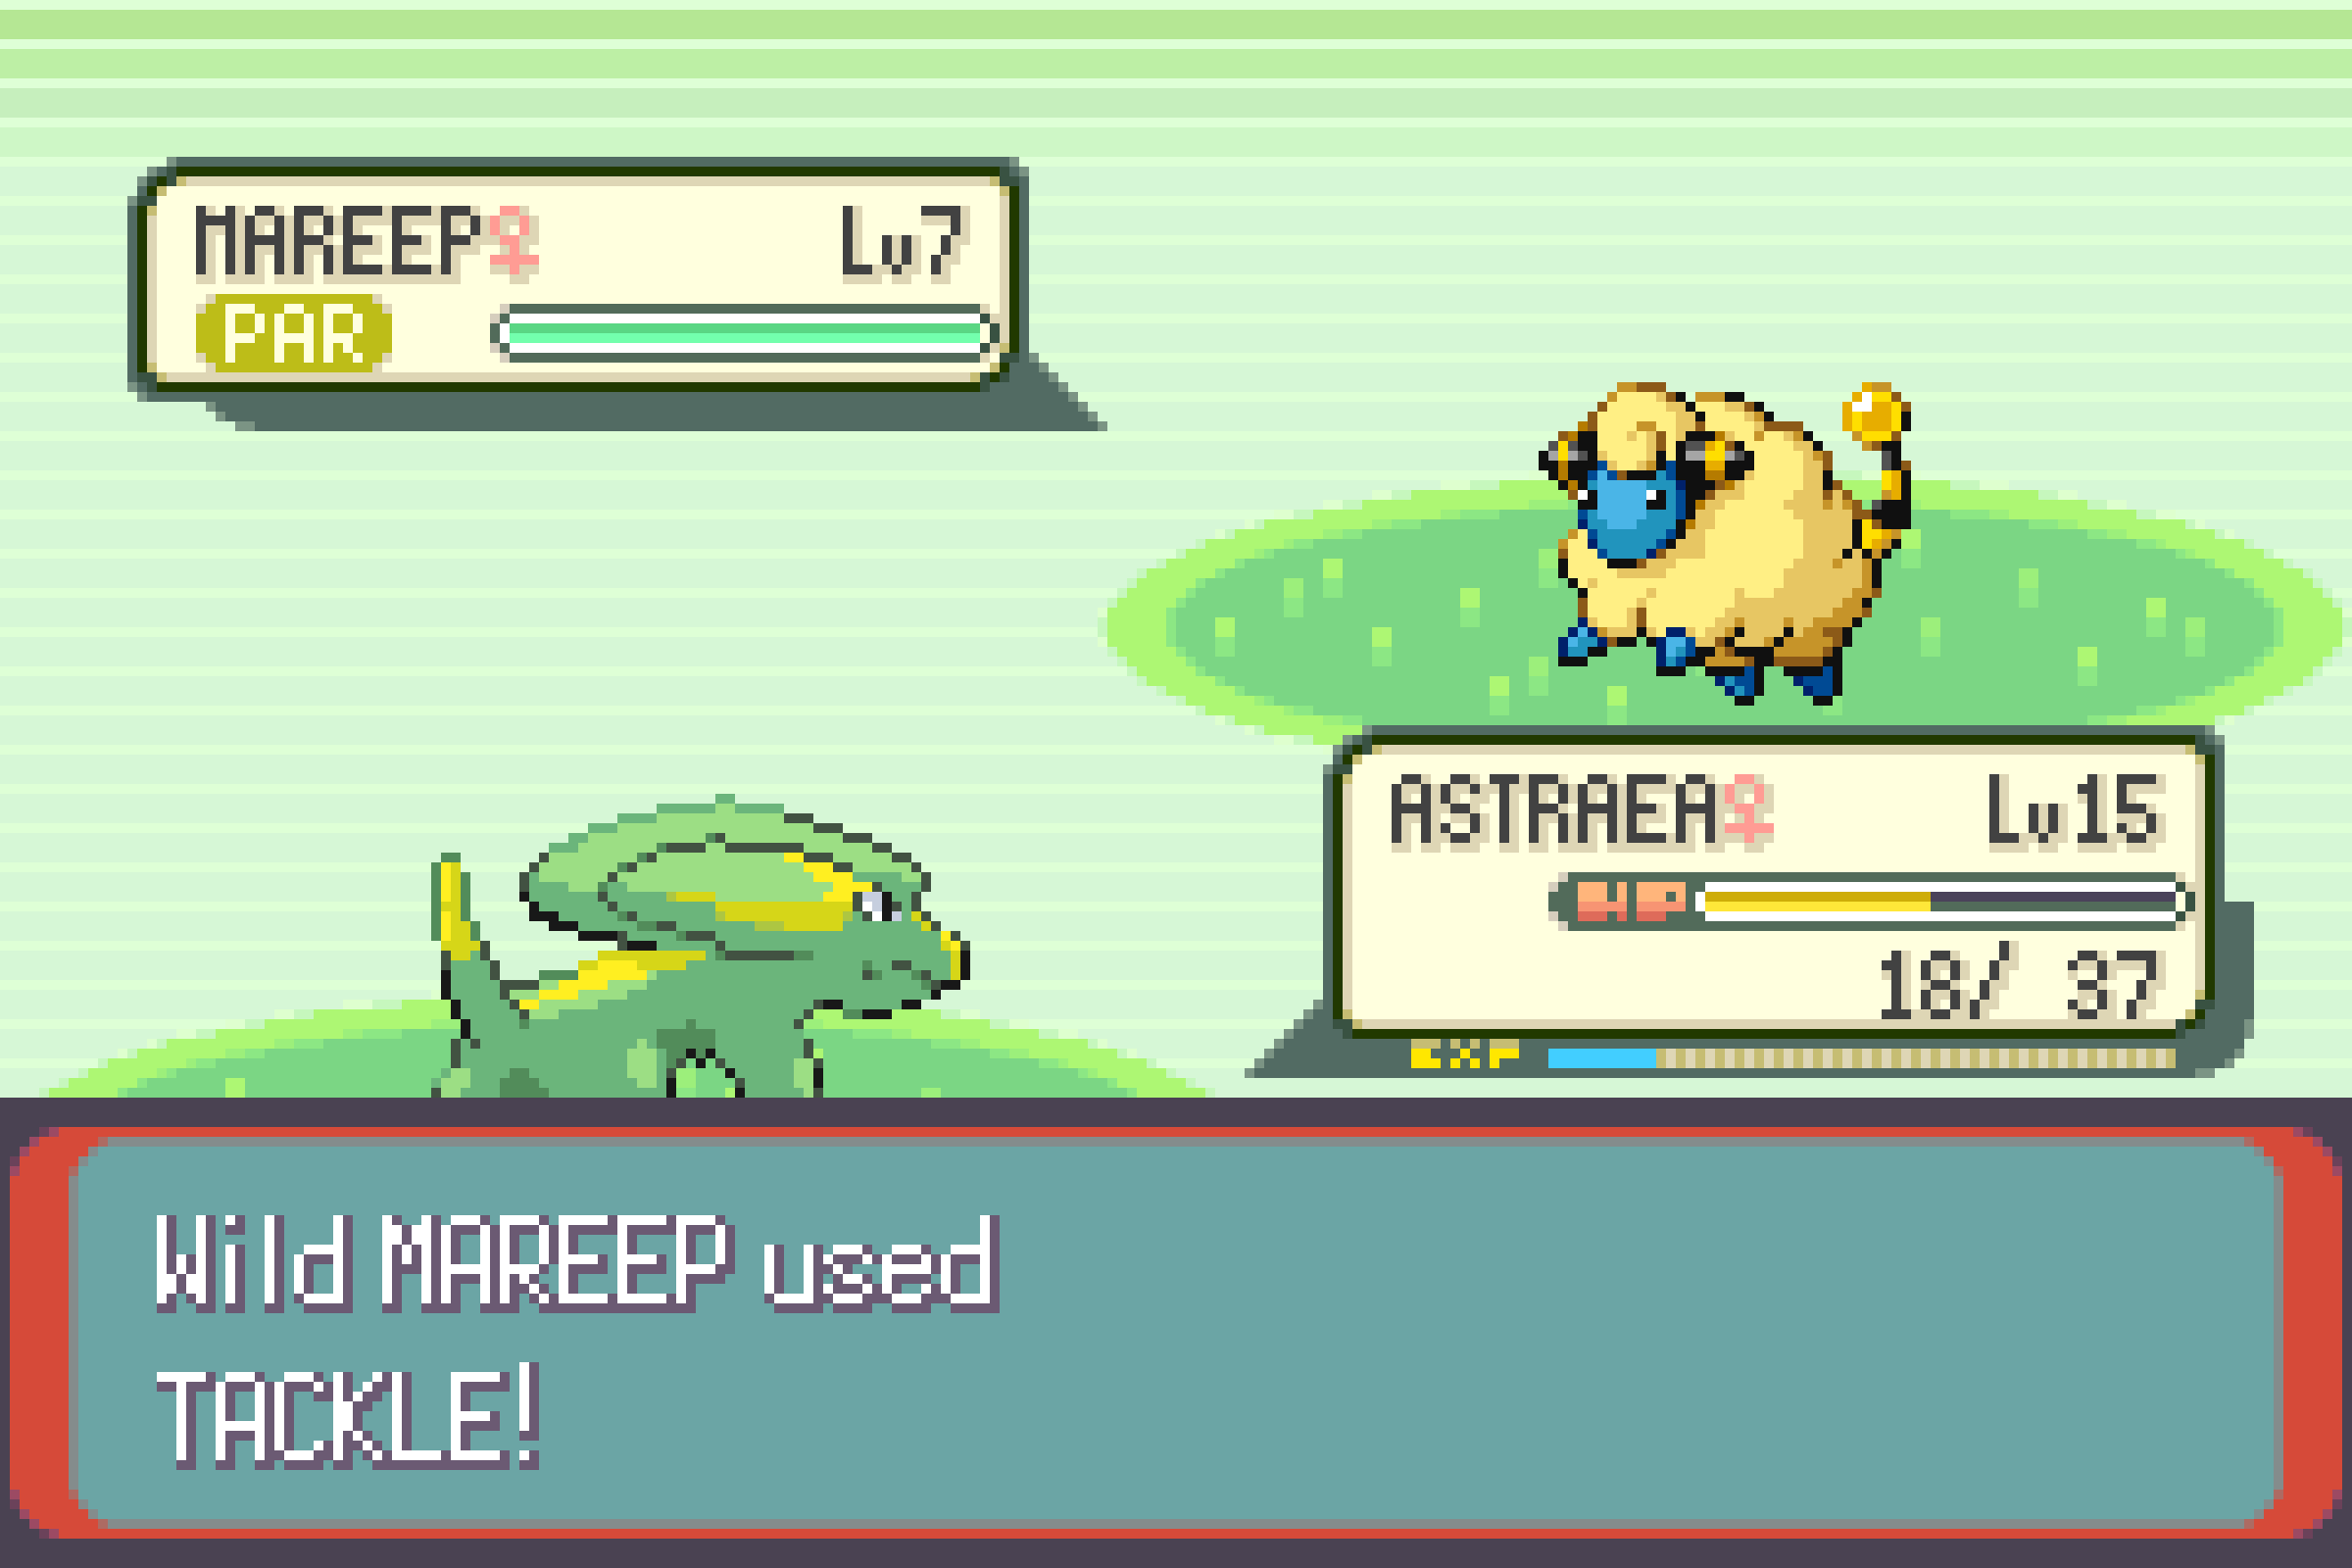 MAREEP♀ Lv7
PAR
ASTRAEA♀ Lv15
HP
18/ 37
EXP
Wild MAREEP used
TACKLE!